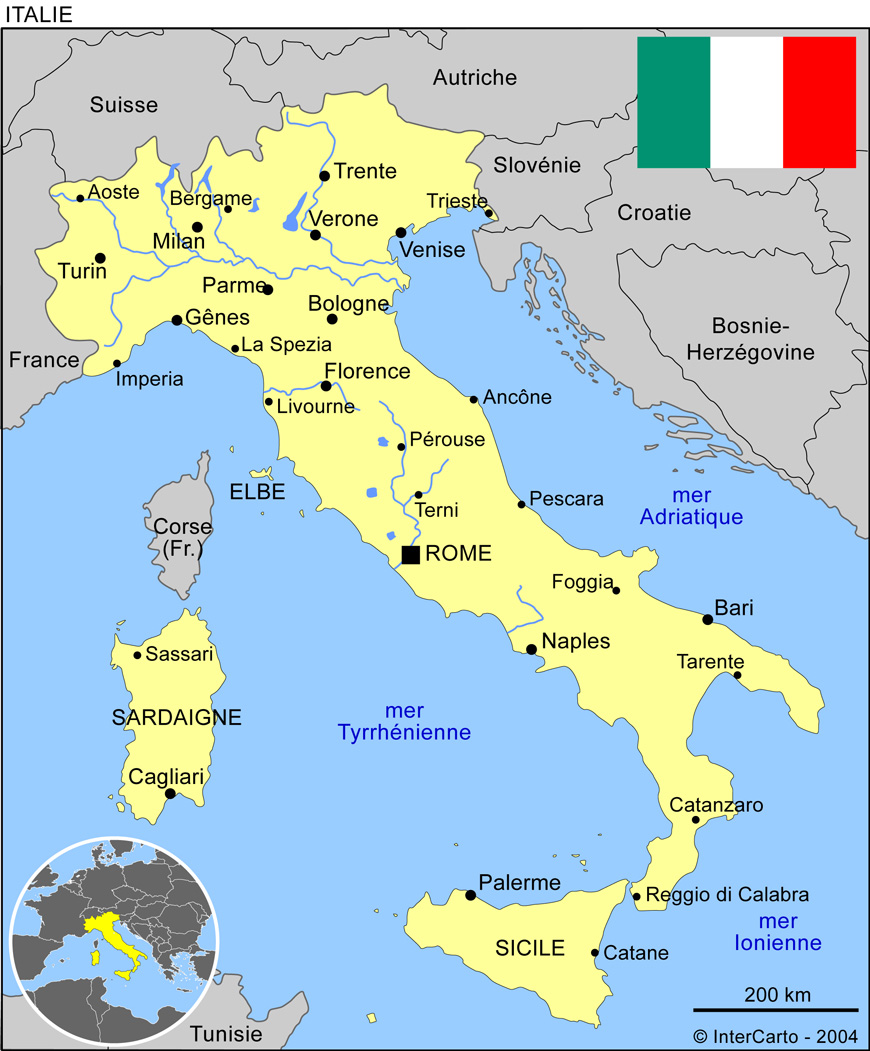 ITALIE
Autriche
Suisse
Slovénie
Trente
Aoste
Bergame
Trieste
Croatie
Verone
Milan
Venise
Turin
Parme
Bologne
Gênes
Bosnie-
Herzégovine
La Spezia
France
Florence
Imperia
Livourne
Ancône
Pérouse
ELBE
mer
Adriatique
Pescara
Terni
Corse
(Fr.)
ROME
Foggia
Bari
Naples
Sassari
Tarente
mer
Tyrrhénienne
SARDAIGNE
Cagliari
Catanzaro
Palerme
Reggio di Calabra
mer
Ionienne
SICILE
Catane
200 km
Tunisie
© InterCarto - 2004